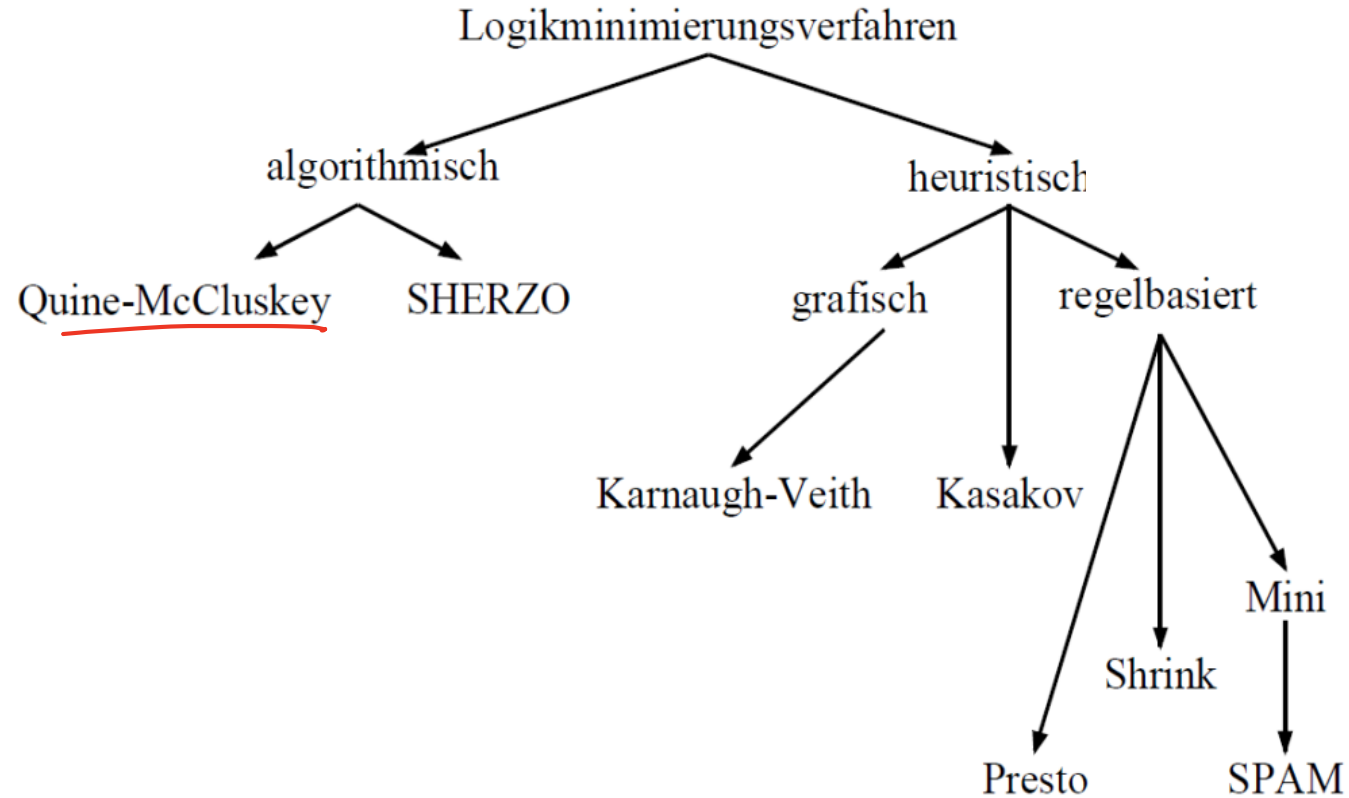 Logikminimierungsverfahren
algorithmisch
heuristisch
Quine-McCluskey
SHERZO
grafisch
regelbasiert
Karnaugh-Veith
Kasakov
Mini
Shrink
Presto
SPAM